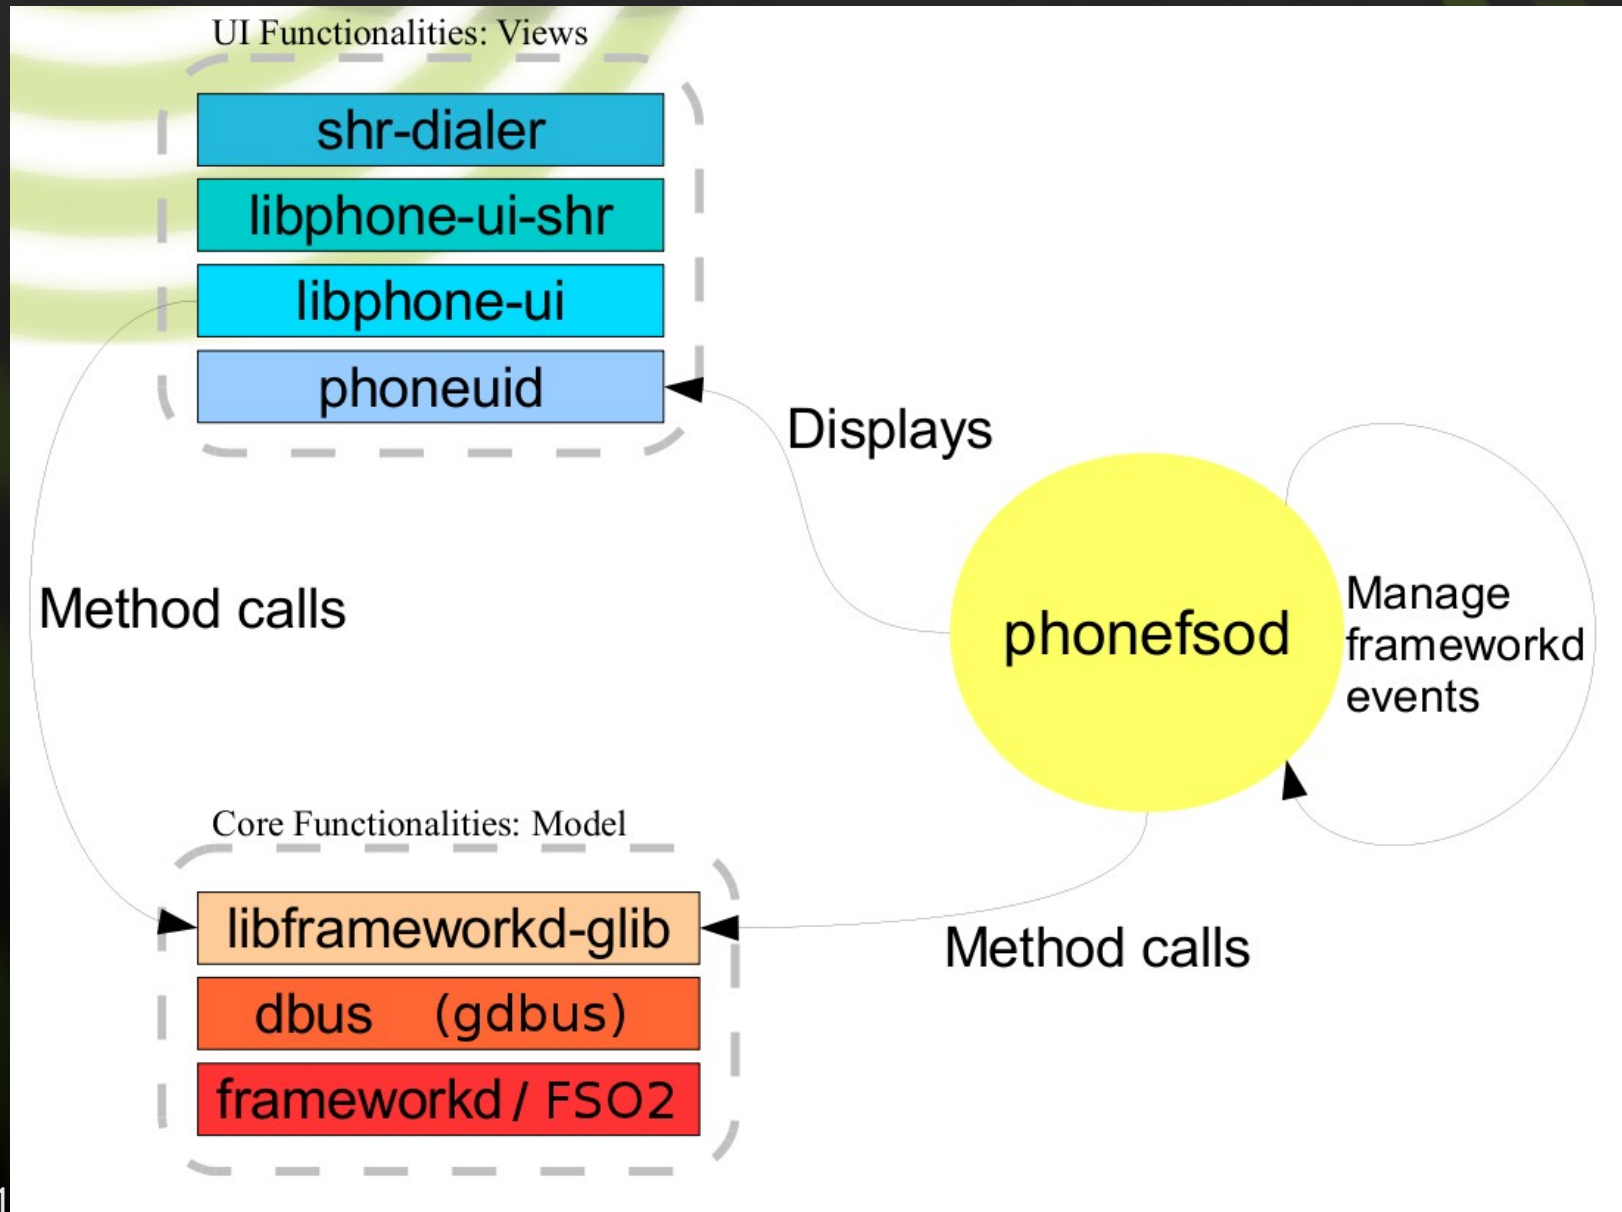 UI Functionalities: Views
shr-dialer
libphone-ui-shr
libphone-ui
phoneuid
Displays
phonefsod
Manage
frameworkd
events
Method calls
Core Functionalities: Model
libframeworkd-glib
Method calls
dbus (gdbus)
frameworkd / FSO2